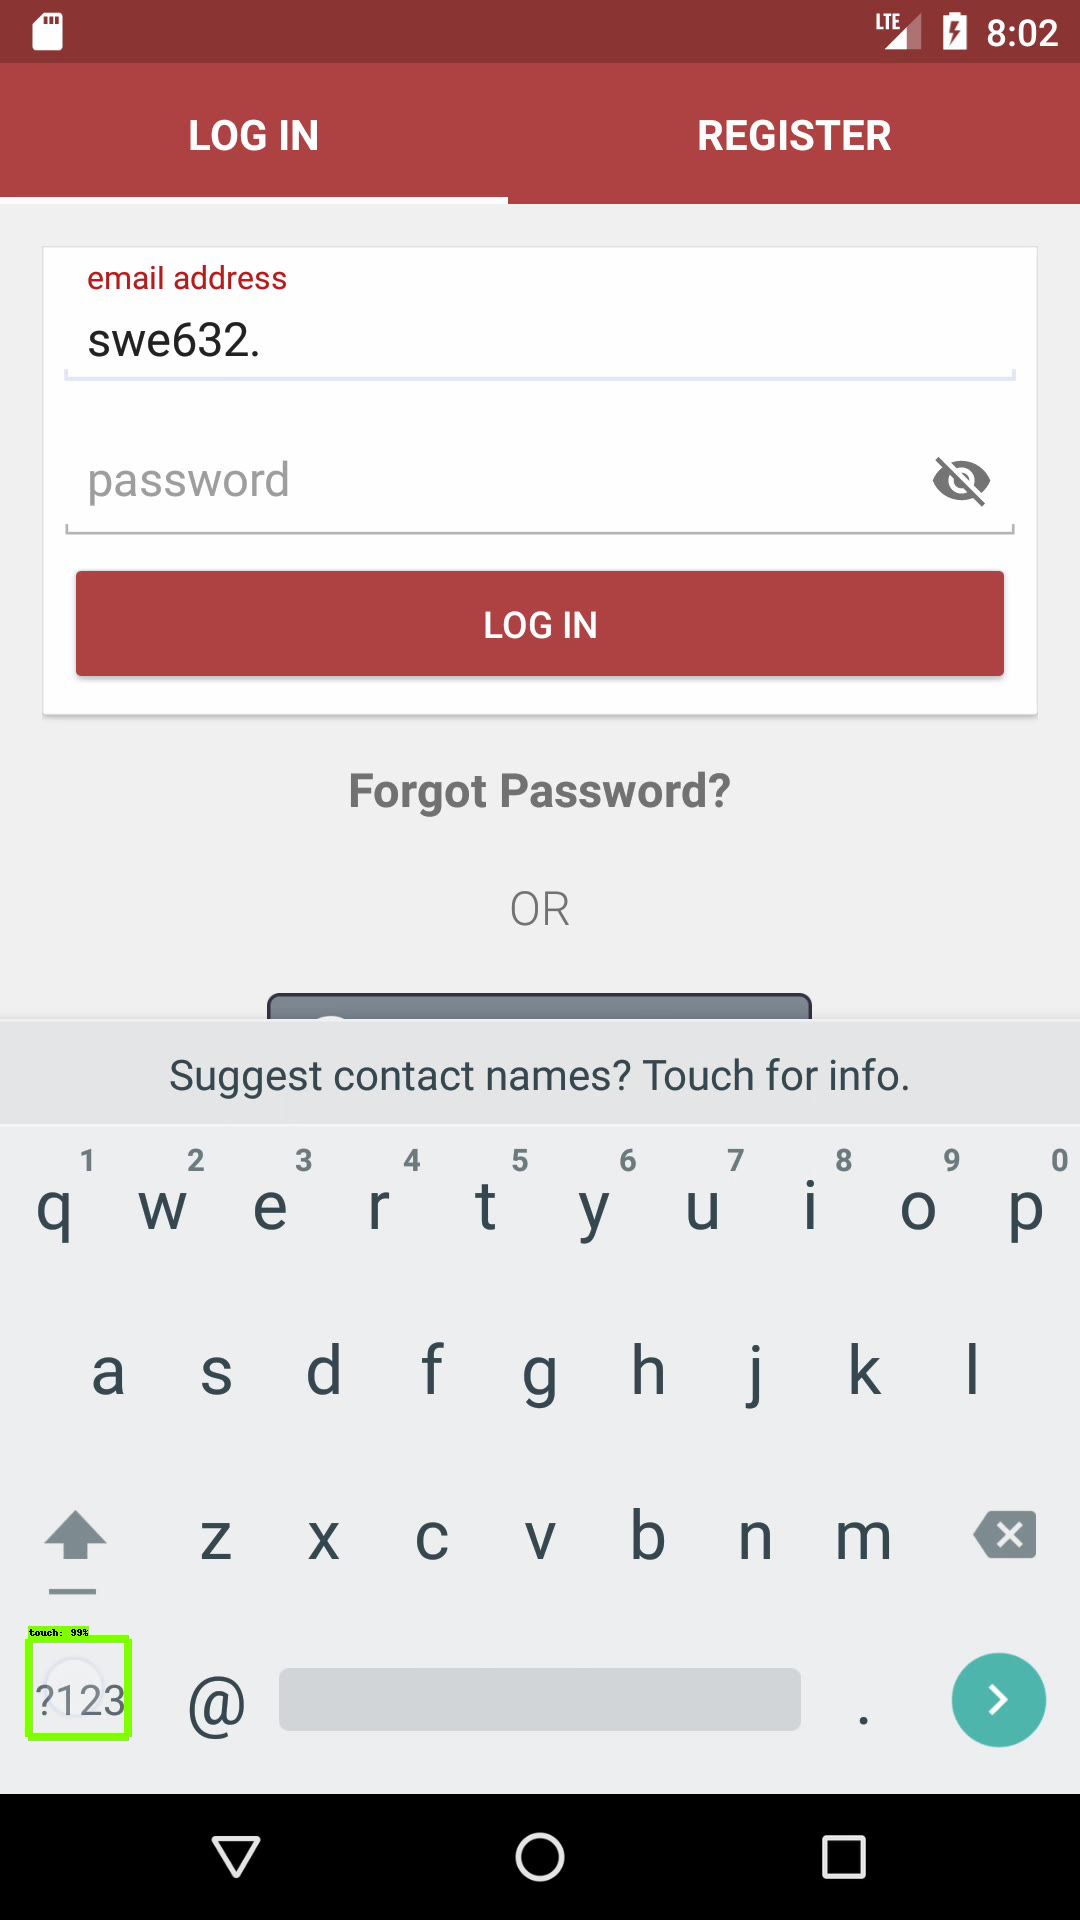 LTE 8:02
LOG IN REGISTER
email address
swe632.
password
LOG IN
Forgot Password?
OR
Suggest contact names? Touch for info.
1 2 3 4 5 6 7 8 9 0
q w e r t y u i o p
a s d f g h j k l
z x c v b n m
touch: 99%
?123 @ .